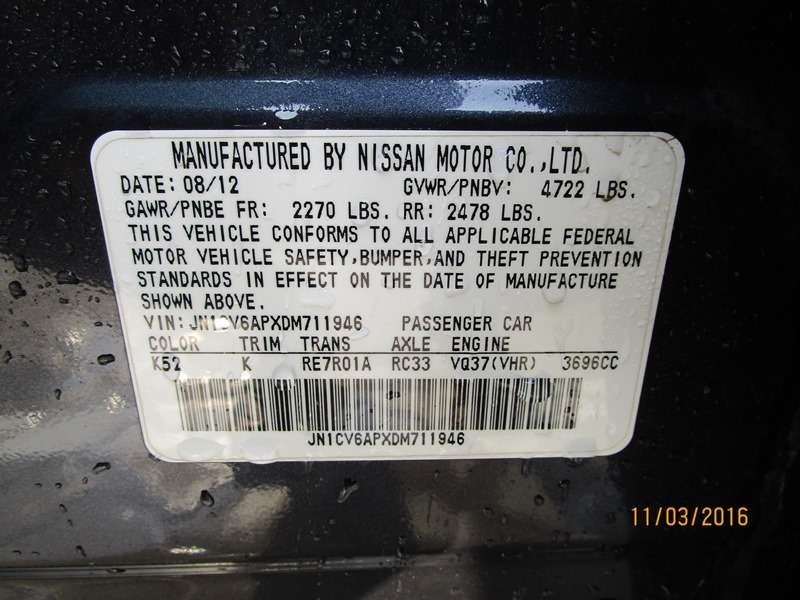 MANUFACTURED BY NISSAN MOTOR CO.,LTD.
DATE: 08/12 GVWR/PNBV: 4722 LBS.
GAWR/PNBE FR: 2270 LBS. RR: 2478 LBS.
THIS VEHICLE CONFORMS TO ALL APPLICABLE FEDERAL
MOTOR VEHICLE SAFETY,BUMPER,AND THEFT PREVENTION
STANDARDS IN EFFECT ON THE DATE OF MANUFACTURE
SHOWN ABOVE.
VIN: JN1CV6APXDM711946 PASSENGER CAR
COLOR TRIM TRANS AXLE ENGINE
K52 K RE7R01A RC33 VQ37(VHR) 3696CC
JN1CV6APXDM711946
11/03/2016